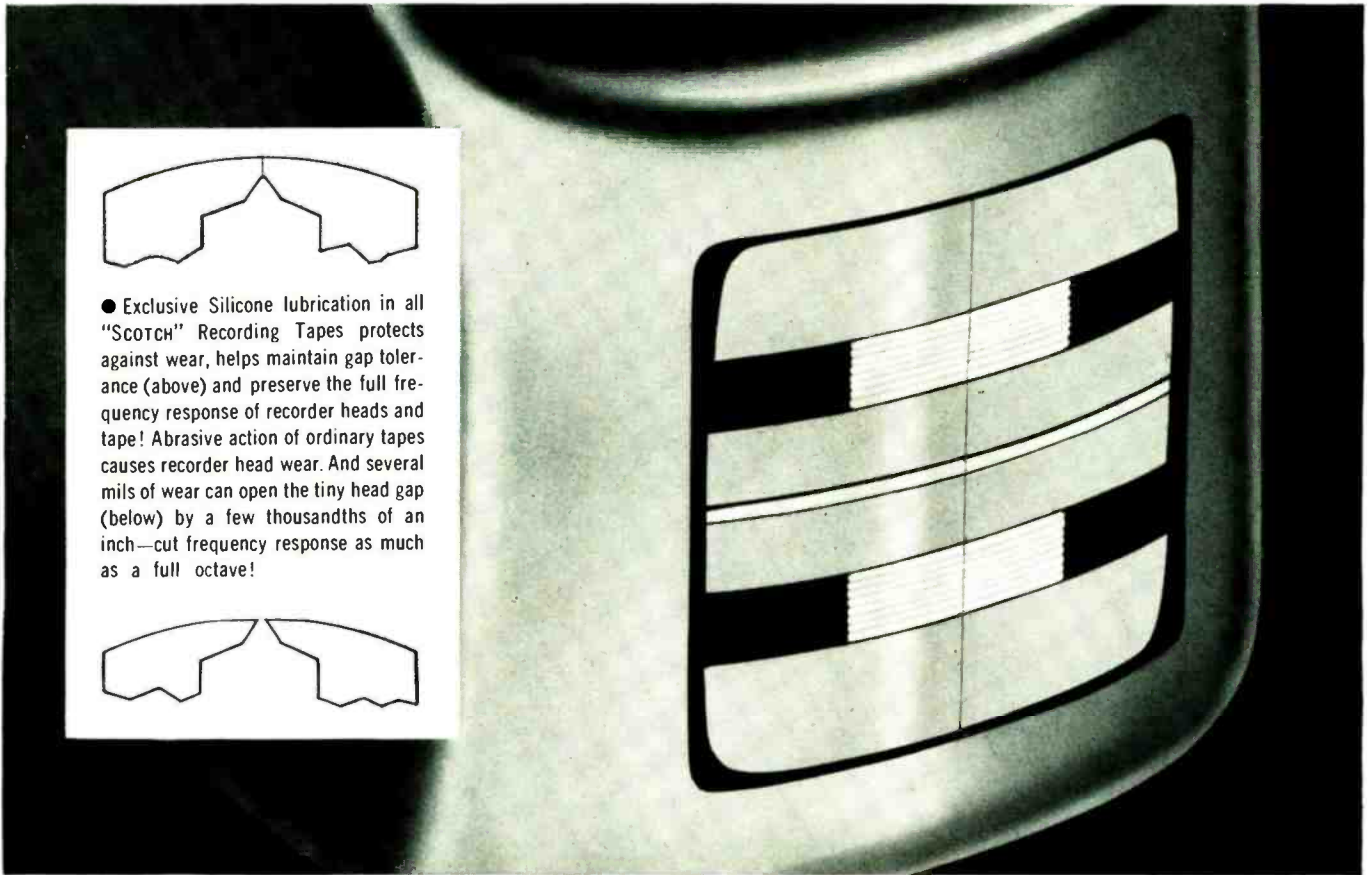 ● Exclusive Silicone lubrication in all
"SCOTCH" Recording Tapes protects
against wear, helps maintain gap toler-
ance (above) and preserve the full fre-
quency response of recorder heads and
tape! Abrasive action of ordinary tapes
causes recorder head wear. And several
mils of wear can open the tiny head gap
(below) by a few thousandths of an
inch—cut frequency response as much
as a full octave!